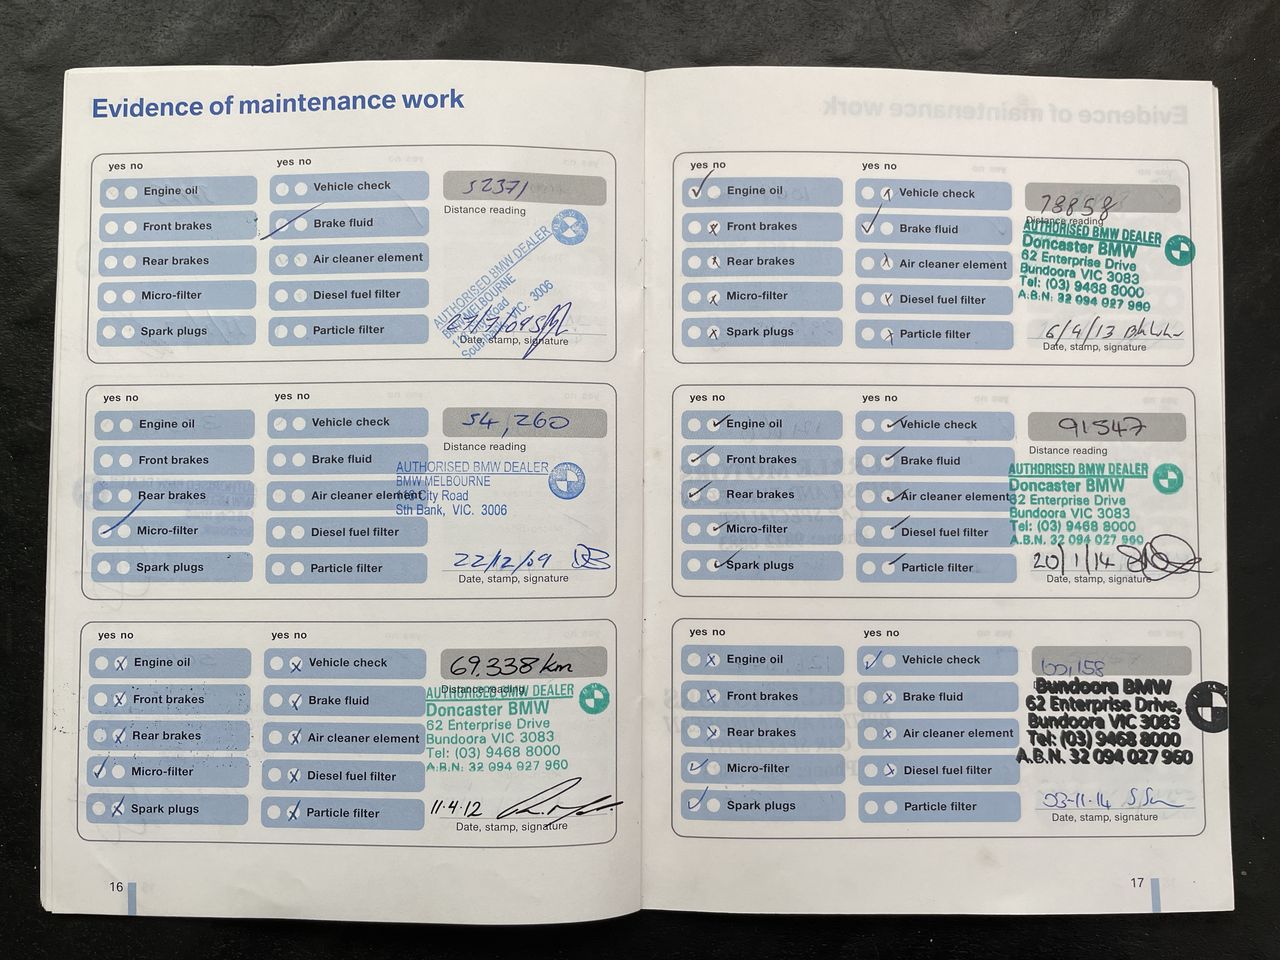 Evidence of maintenance work
yes no
yes no
Engine oil
Vehicle check
52371
Distance reading
Front brakes
Brake fluid
Rear brakes
Air cleaner element
Micro-filter
Diesel fuel filter
Spark plugs
Particle filter
AUTHORISED BMW DEALER
BMW MELBOURNE
Road
VIC. 3006
27/7/09
Date, stamp, signature
yes no
yes no
Engine oil
Vehicle check
54,260
Distance reading
Front brakes
Brake fluid
Rear brakes
Air cleaner element
Micro-filter
Diesel fuel filter
Spark plugs
Particle filter
AUTHORISED BMW DEALER
BMW MELBOURNE
City Road
Sth Bank, VIC. 3006
22/12/09
Date, stamp, signature
yes no
yes no
Engine oil
Vehicle check
69.338km
Distance reading
Front brakes
Brake fluid
Rear brakes
Air cleaner element
Micro-filter
Diesel fuel filter
Spark plugs
Particle filter
AUTHORISED BMW DEALER
Doncaster BMW
62 Enterprise Drive
Bundoora VIC 3083
Tel: (03) 9468 8000
A.B.N: 32 094 027 960
11.4.12
Date, stamp, signature
16
yes no
yes no
Engine oil
Vehicle check
78858
Distance reading
Front brakes
Brake fluid
Rear brakes
Air cleaner element
Micro-filter
Diesel fuel filter
Spark plugs
Particle filter
AUTHORISED BMW DEALER
Doncaster BMW
62 Enterprise Drive
Bundoora VIC 3083
Tel: (03) 9468 8000
A.B.N: 32 094 027 960
Date, stamp, signature
yes no
yes no
Engine oil
Vehicle check
91547
Distance reading
Front brakes
Brake fluid
Rear brakes
Air cleaner element
Micro-filter
Diesel fuel filter
Spark plugs
Particle filter
AUTHORISED BMW DEALER
Doncaster BMW
62 Enterprise Drive
Bundoora VIC 3083
Tel: (03) 9468 8000
A.B.N: 32 094 027 960
20/1/14
Date, stamp, signature
yes no
yes no
Engine oil
Vehicle check
Front brakes
Brake fluid
Rear brakes
Air cleaner element
Micro-filter
Diesel fuel filter
Spark plugs
Particle filter
Bundoora BMW
62 Enterprise Drive,
Bundoora VIC 3083
Tel: (03) 9468 8000
A.B.N. 32 094 027 960
03-11-14
Date, stamp, signature
17